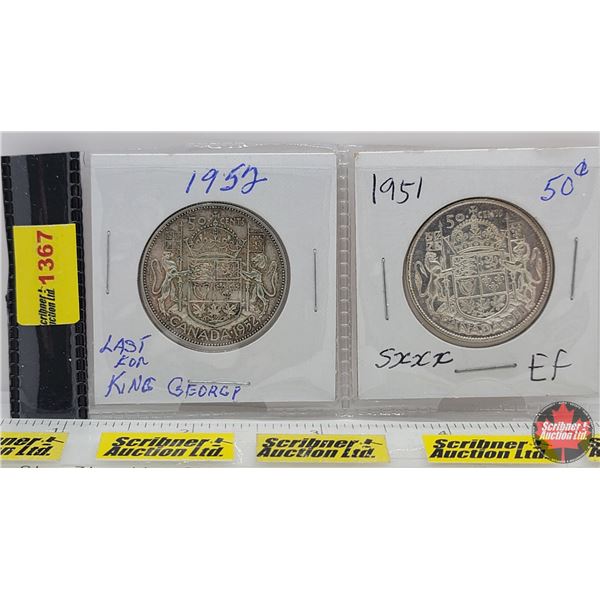 1367
Scribner
Auction Ltd.
1952
50 CENTS
CANADA 1952
LAST
FOR
KING GEORGE
1951
50¢
50 CENTS
CANADA
SXXX
EF
Scribner
Auction Ltd.
Scribner
Auction Ltd.
Scribner
Auction Ltd.
Scribner
Auction Ltd.
Scribner
Auction Ltd.